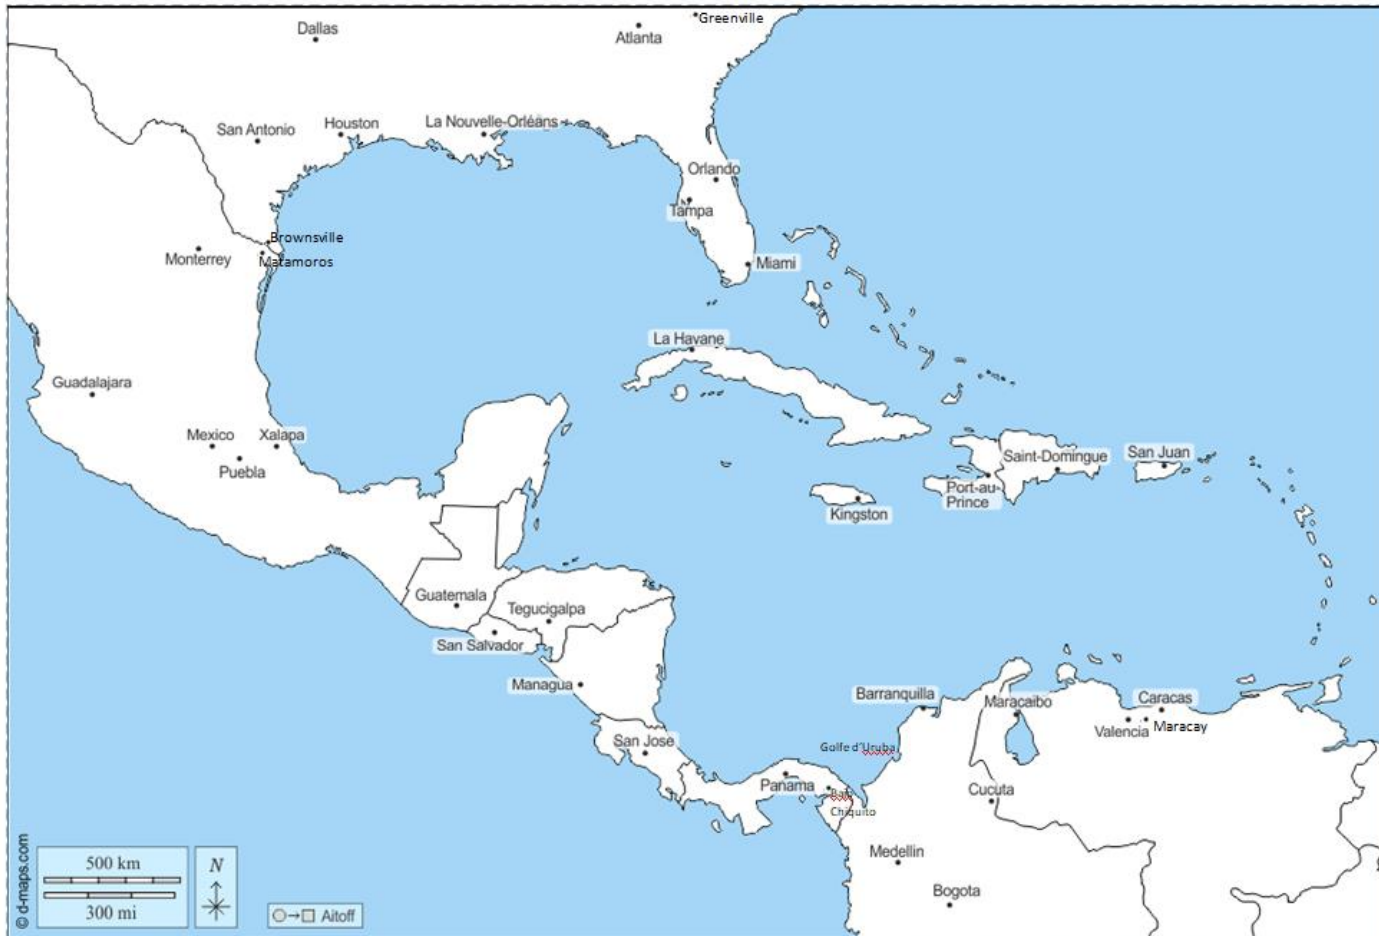 Greenville
Dallas
Atlanta
San Antonio
Houston
La Nouvelle-Orléans
Orlando
Tampa
Brownsville
Monterrey
Matamoros
Miami
La Havane
Guadalajara
Mexico
Xalapa
Puebla
Saint-Domingue
San Juan
Port-au-
Prince
Kingston
Guatemala
Tegucigalpa
San Salvador
Managua
Barranquilla
Maracaibo
Caracas
Valencia
Maracay
San Jose
Golfe d'Uruba
Panama
Chiquito
Cucuta
Medellin
Bogota
© d-maps.com
500 km
300 mi
N
Aitoff